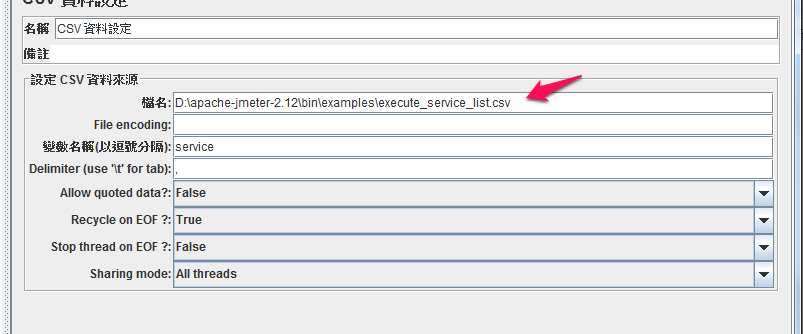 CSV 資料設定
名稱 CSV 資料設定
備註
設定 CSV 資料來源
檔名: D:\apache-jmeter-2.12\bin\examples\execute_service_list.csv
File encoding:
變數名稱(以逗號分隔): service
Delimiter (use '\t' for tab): ,
Allow quoted data?: False
Recycle on EOF ?: True
Stop thread on EOF ?: False
Sharing mode: All threads